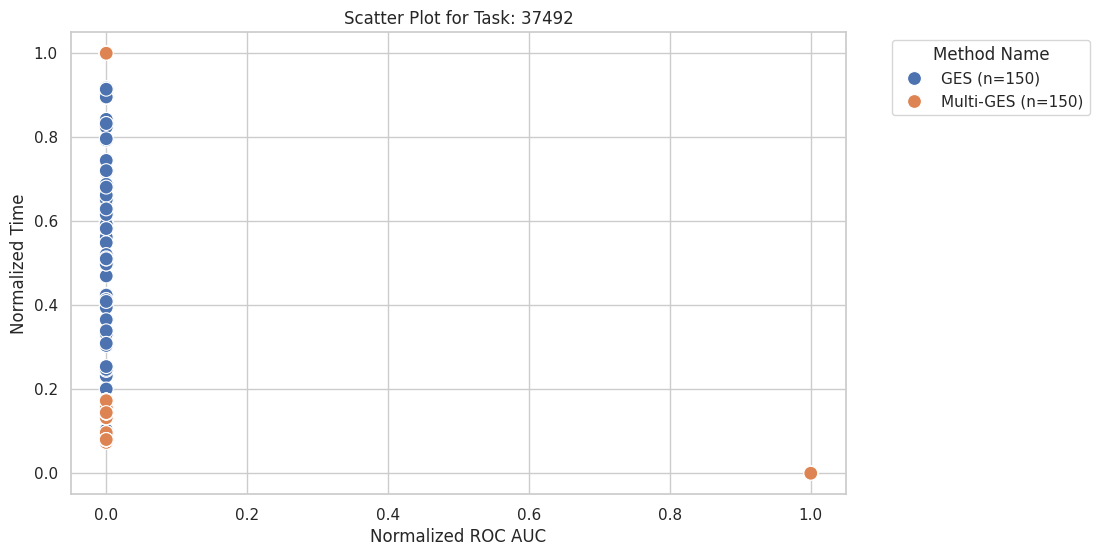 Scatter Plot for Task: 37492
Method Name
GES (n=150)
Multi-GES (n=150)
Normalized Time
1.0
0.8
0.6
0.4
0.2
0.0
0.0 0.2 0.4 0.6 0.8 1.0
Normalized ROC AUC